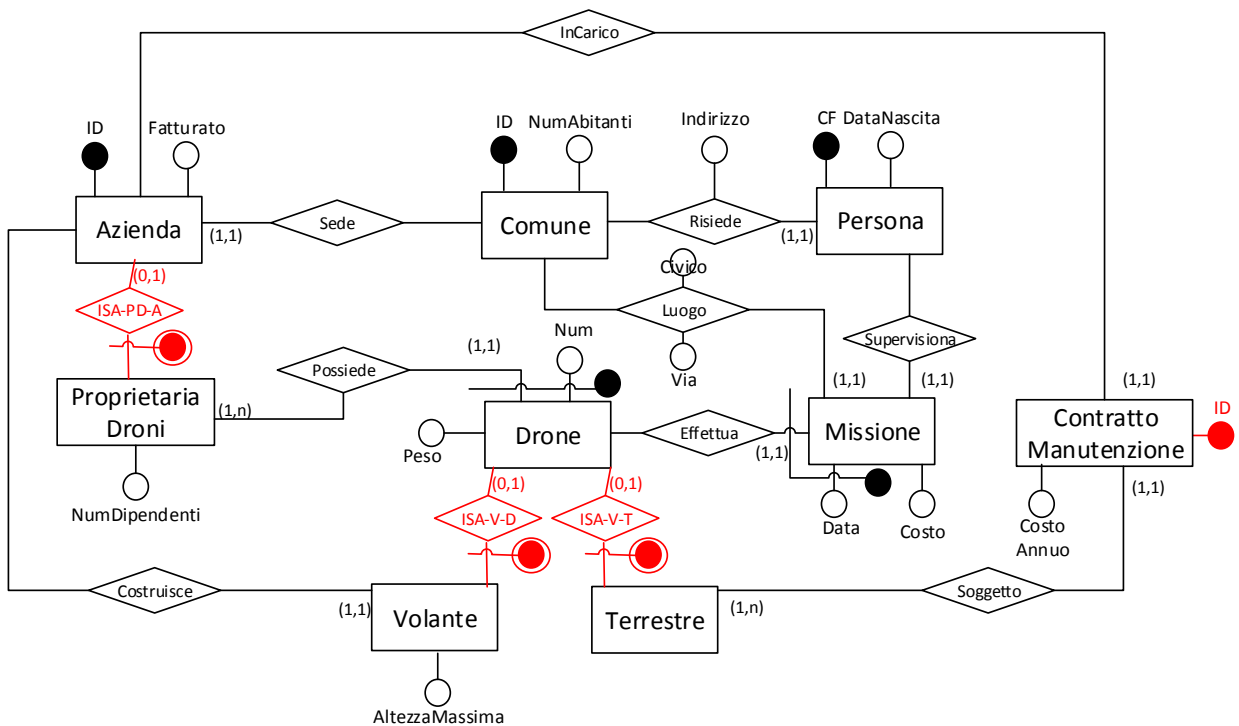 InCarico
ID
Fatturato
ID
NumAbitanti
Indirizzo
CF
DataNascita
Azienda
(1,1)
Sede
Comune
Risiede
(1,1)
Persona
(0,1)
ISA-PD-A
Civico
Luogo
Via
Supervisiona
Num
(1,1)
Possiede
(1,1)
(1,1)
(1,1)
Proprietaria
Droni
(1,n)
NumDipendenti
Peso
Drone
Effettua
(1,1)
Missione
Contratto
Manutenzione
ID
(0,1)
(0,1)
ISA-V-D
ISA-V-T
Data
Costo
Costo
Annuo
(1,1)
Costruisce
(1,1)
Volante
Terrestre
(1,n)
Soggetto
AltezzaMassima